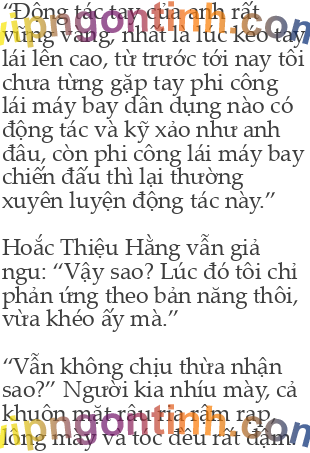 “Động tác tay của anh rất
vững vàng, nhất là lúc kéo tay
lái lên cao, từ trước tới nay tôi
chưa từng gặp tay phi công
lái máy bay dân dụng nào có
động tác và kỹ xảo như anh
đâu, còn phi công lái máy bay
chiến đấu thì lại thường
xuyên luyện động tác này.”

Hoắc Thiệu Hằng vẫn giả
ngu: “Vậy sao? Lúc đó tôi chỉ
phản ứng theo bản năng thôi,
vừa khéo ấy mà.”

“Vẫn không chịu thừa nhận
sao?” Người kia nhíu mày, cả
khuôn mặt râu ria rậm rạp,
lông mày và tóc đều rất đậm
vipngontinh.com
vipngontinh.com